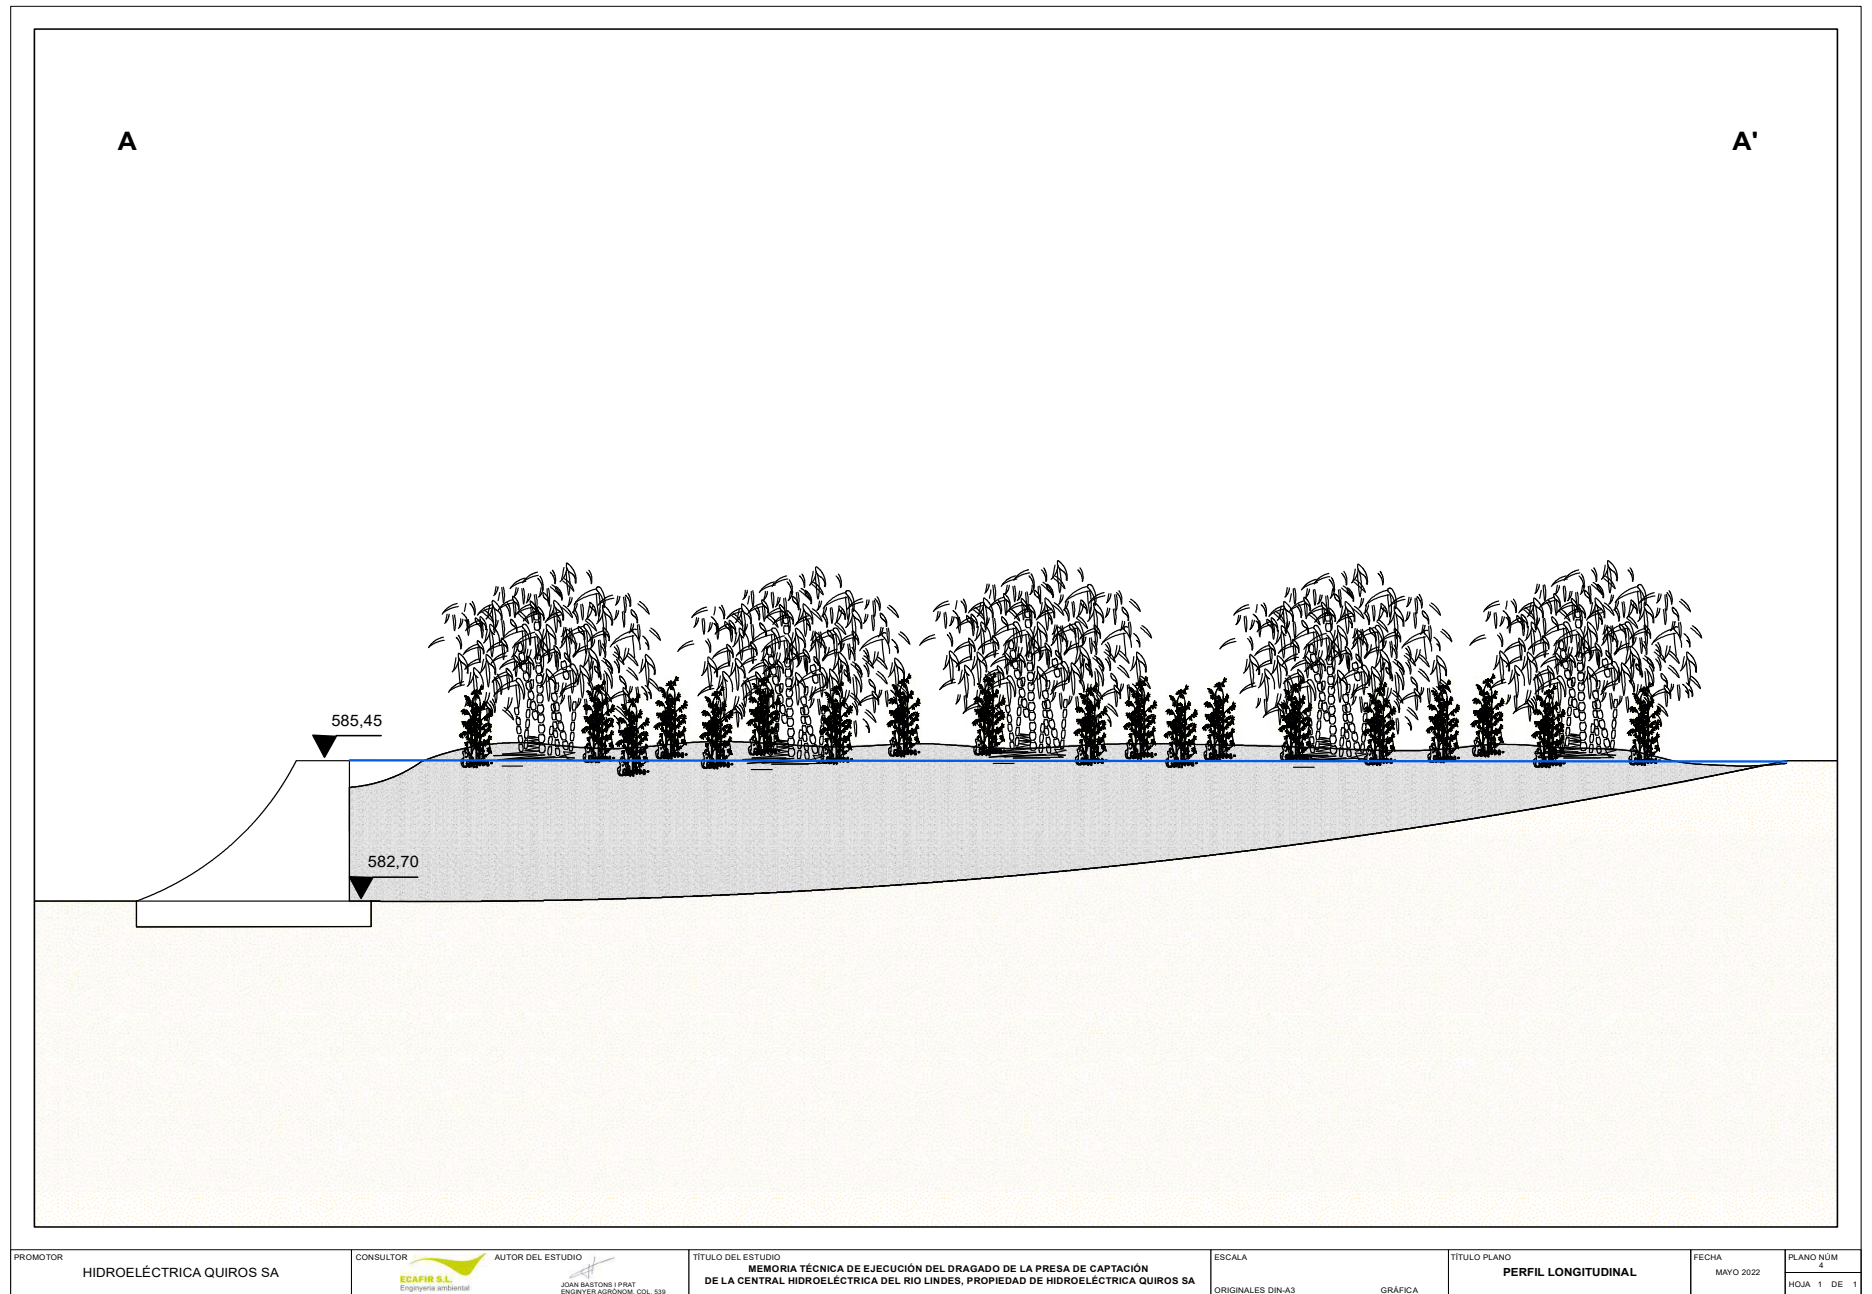 A
A'
585,45
582,70
PROMOTOR
HIDROELÉCTRICA QUIROS SA
CONSULTOR
ECAFIR S.L.
Enginyeria ambiental
AUTOR DEL ESTUDIO
JOAN BASTONS I PRAT
ENGINYER AGRÒNOM. COL. 539
TÍTULO DEL ESTUDIO
MEMORIA TÉCNICA DE EJECUCIÓN DEL DRAGADO DE LA PRESA DE CAPTACIÓN
DE LA CENTRAL HIDROELÉCTRICA DEL RIO LINDES, PROPIEDAD DE HIDROELÉCTRICA QUIROS SA
ESCALA
ORIGINALES DIN-A3
GRÁFICA
TÍTULO PLANO
PERFIL LONGITUDINAL
FECHA
MAYO 2022
PLANO NÚM
4
HOJA 1 DE 1